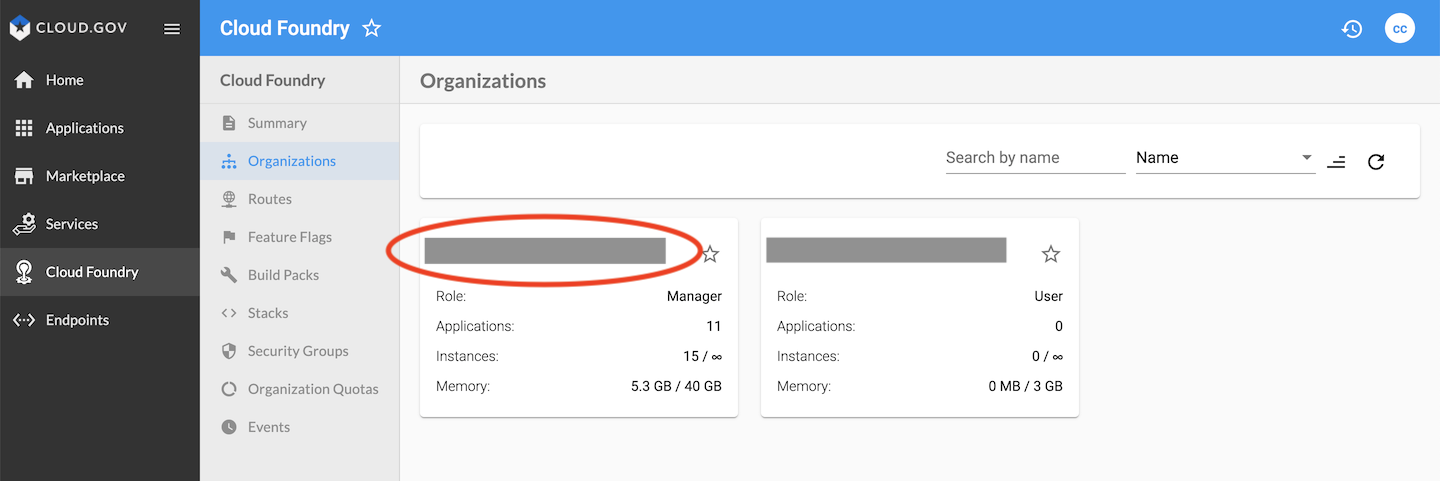 CLOUD.GOV
Home
Applications
Marketplace
Services
Cloud Foundry
Endpoints
Cloud Foundry
CC
Cloud Foundry
Summary
Organizations
Routes
Feature Flags
Build Packs
Stacks
Security Groups
Organization Quotas
Events
Organizations
Search by name
Name
Role: Manager
Applications: 11
Instances: 15 / ∞
Memory: 5.3 GB / 40 GB
Role: User
Applications: 0
Instances: 0 / ∞
Memory: 0 MB / 3 GB